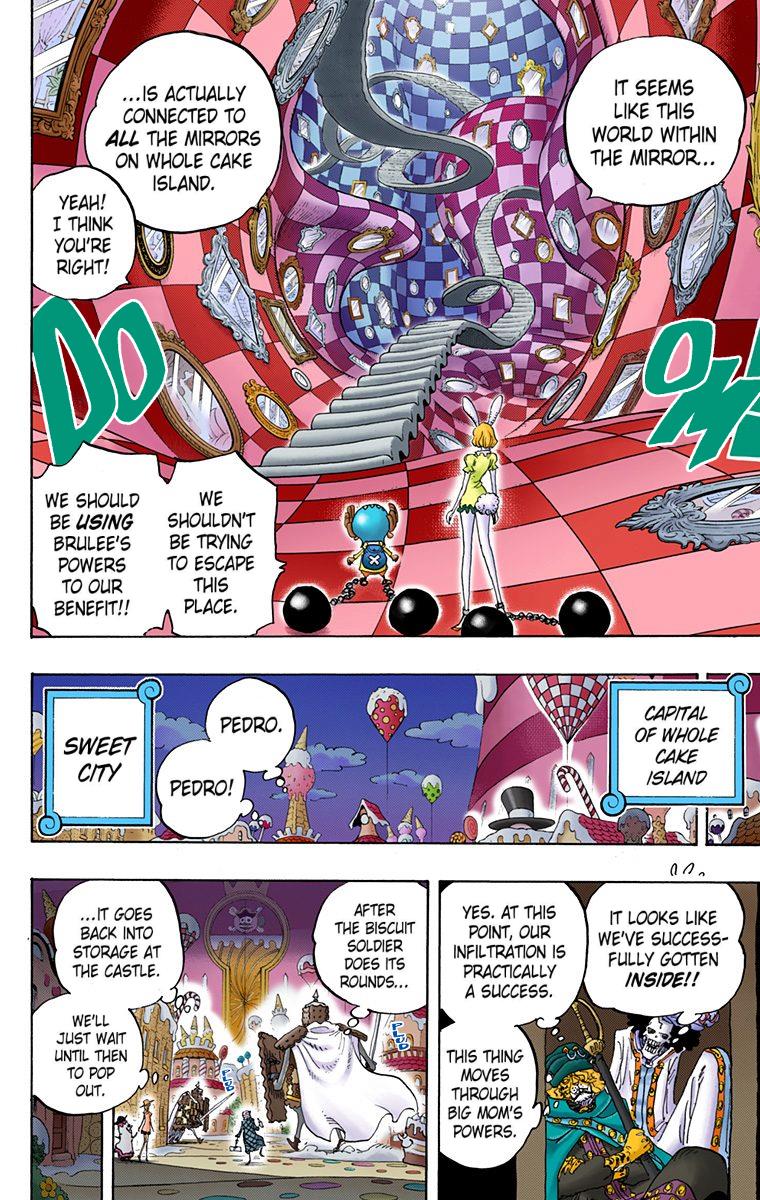 IT SEEMS
LIKE THIS
WORLD WITHIN
THE MIRROR...
...IS ACTUALLY
CONNECTED TO
ALL THE MIRRORS
ON WHOLE CAKE
ISLAND.
YEAH!
I THINK
YOU'RE
RIGHT!
DO
OM
WE
SHOULDN'T
BE TRYING
TO ESCAPE
THIS
PLACE.
WE SHOULD
BE USING
BRULEE'S
POWERS
TO OUR
BENEFIT!!
CAPITAL
OF WHOLE
CAKE
ISLAND
SWEET
CITY
PEDRO.
PEDRO!
IT LOOKS LIKE
WE'VE SUCCESS-
FULLY GOTTEN
INSIDE!!
YES. AT THIS
POINT, OUR
INFILTRATION IS
PRACTICALLY
A SUCCESS.
THIS THING
MOVES
THROUGH
BIG MOM'S
POWERS.
AFTER
THE BISCUIT
SOLDIER
DOES ITS
ROUNDS...
PLOD
PLOD
...IT GOES
BACK INTO
STORAGE AT
THE CASTLE.
WE'LL
JUST WAIT
UNTIL THEN
TO POP
OUT.